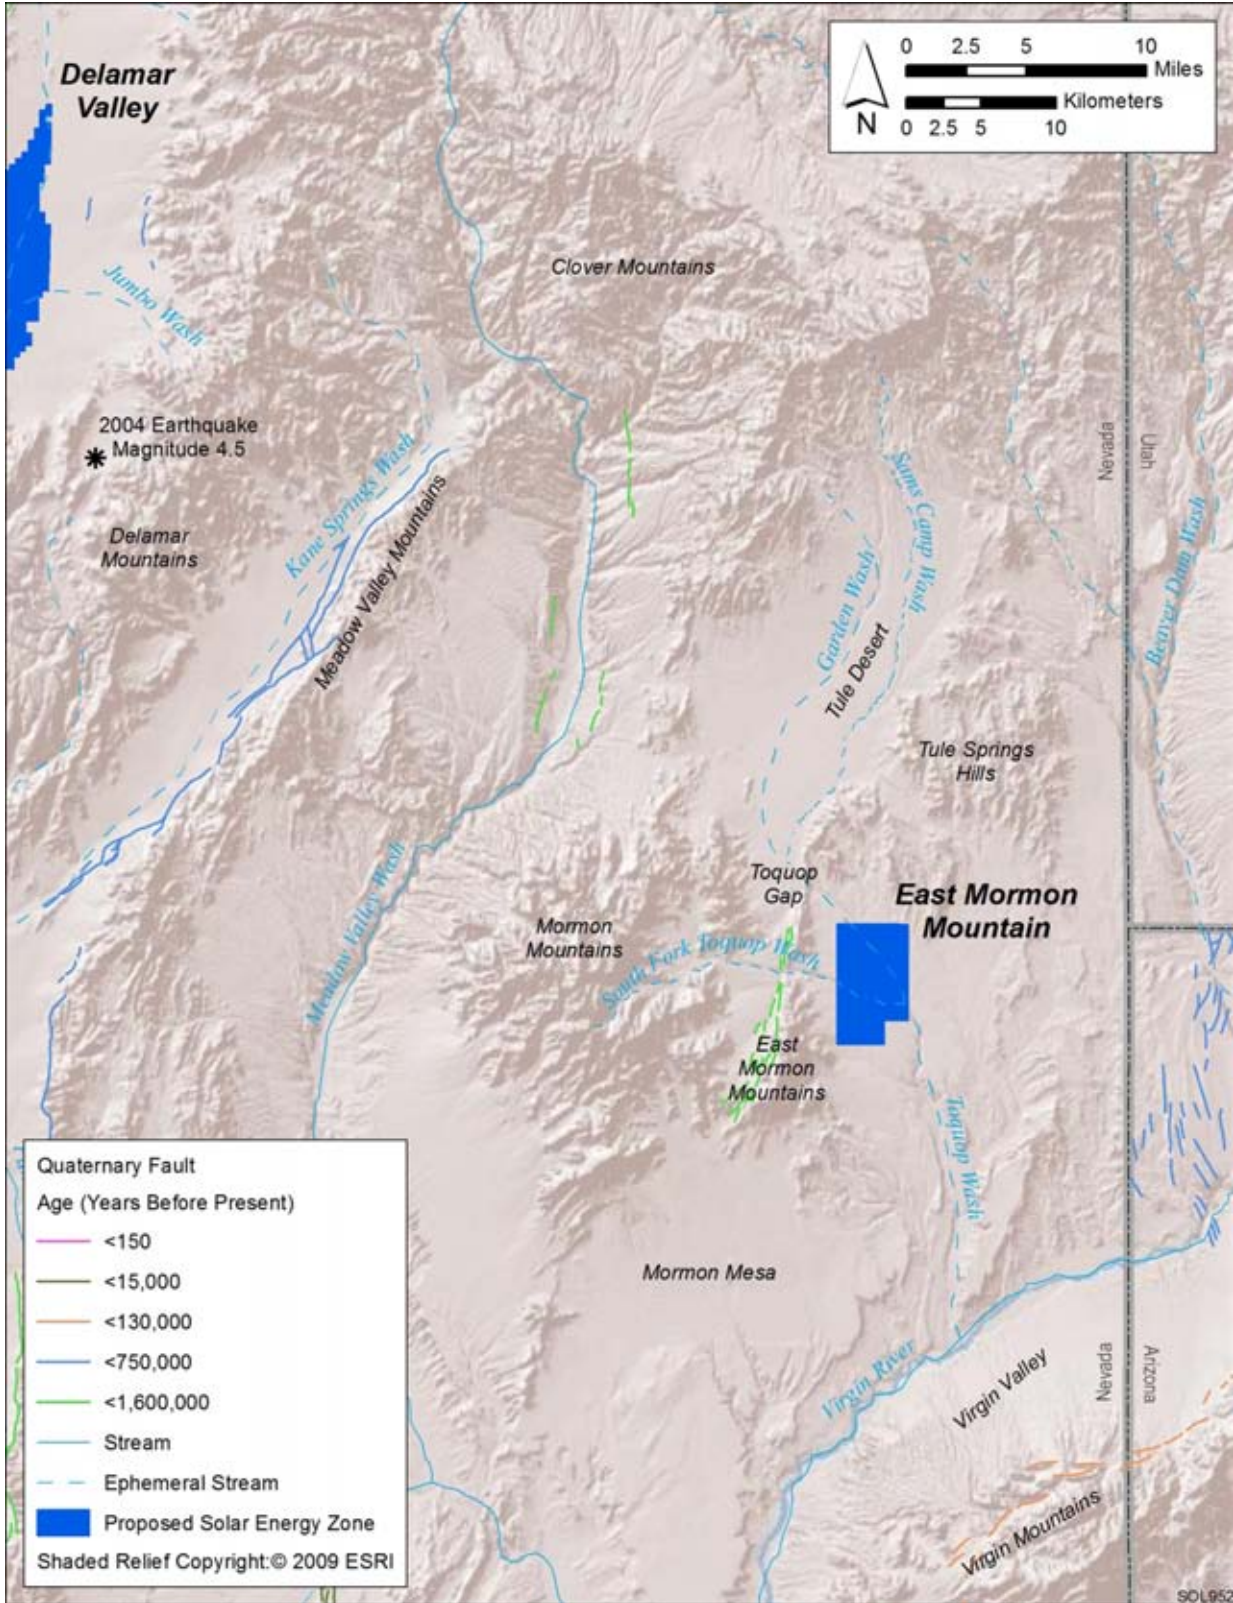 Delamar
Valley
0 2.5 5 10
Miles
Kilometers
0 2.5 5 10
N
Clover Mountains
Jumbo Wash
2004 Earthquake
Magnitude 4.5
Kane Springs Wash
Meadow Valley Mountains
Delamar
Mountains
Sams Camp Wash
Garden Wash
Tule Desert
Nevada
Utah
Beaver Dam Wash
Tule Springs
Hills
Meadow Valley Wash
Toquop
Gap
East Mormon
Mountain
Mormon
Mountains
South Fork Toquop Wash
East
Mormon
Mountains
Toquop Wash
Mormon Mesa
Virgin River
Virgin Valley
Nevada
Arizona
Virgin Mountains
Quaternary Fault
Age (Years Before Present)
<150
<15,000
<130,000
<750,000
<1,600,000
Stream
Ephemeral Stream
Proposed Solar Energy Zone
Shaded Relief Copyright:© 2009 ESRI
SOL952